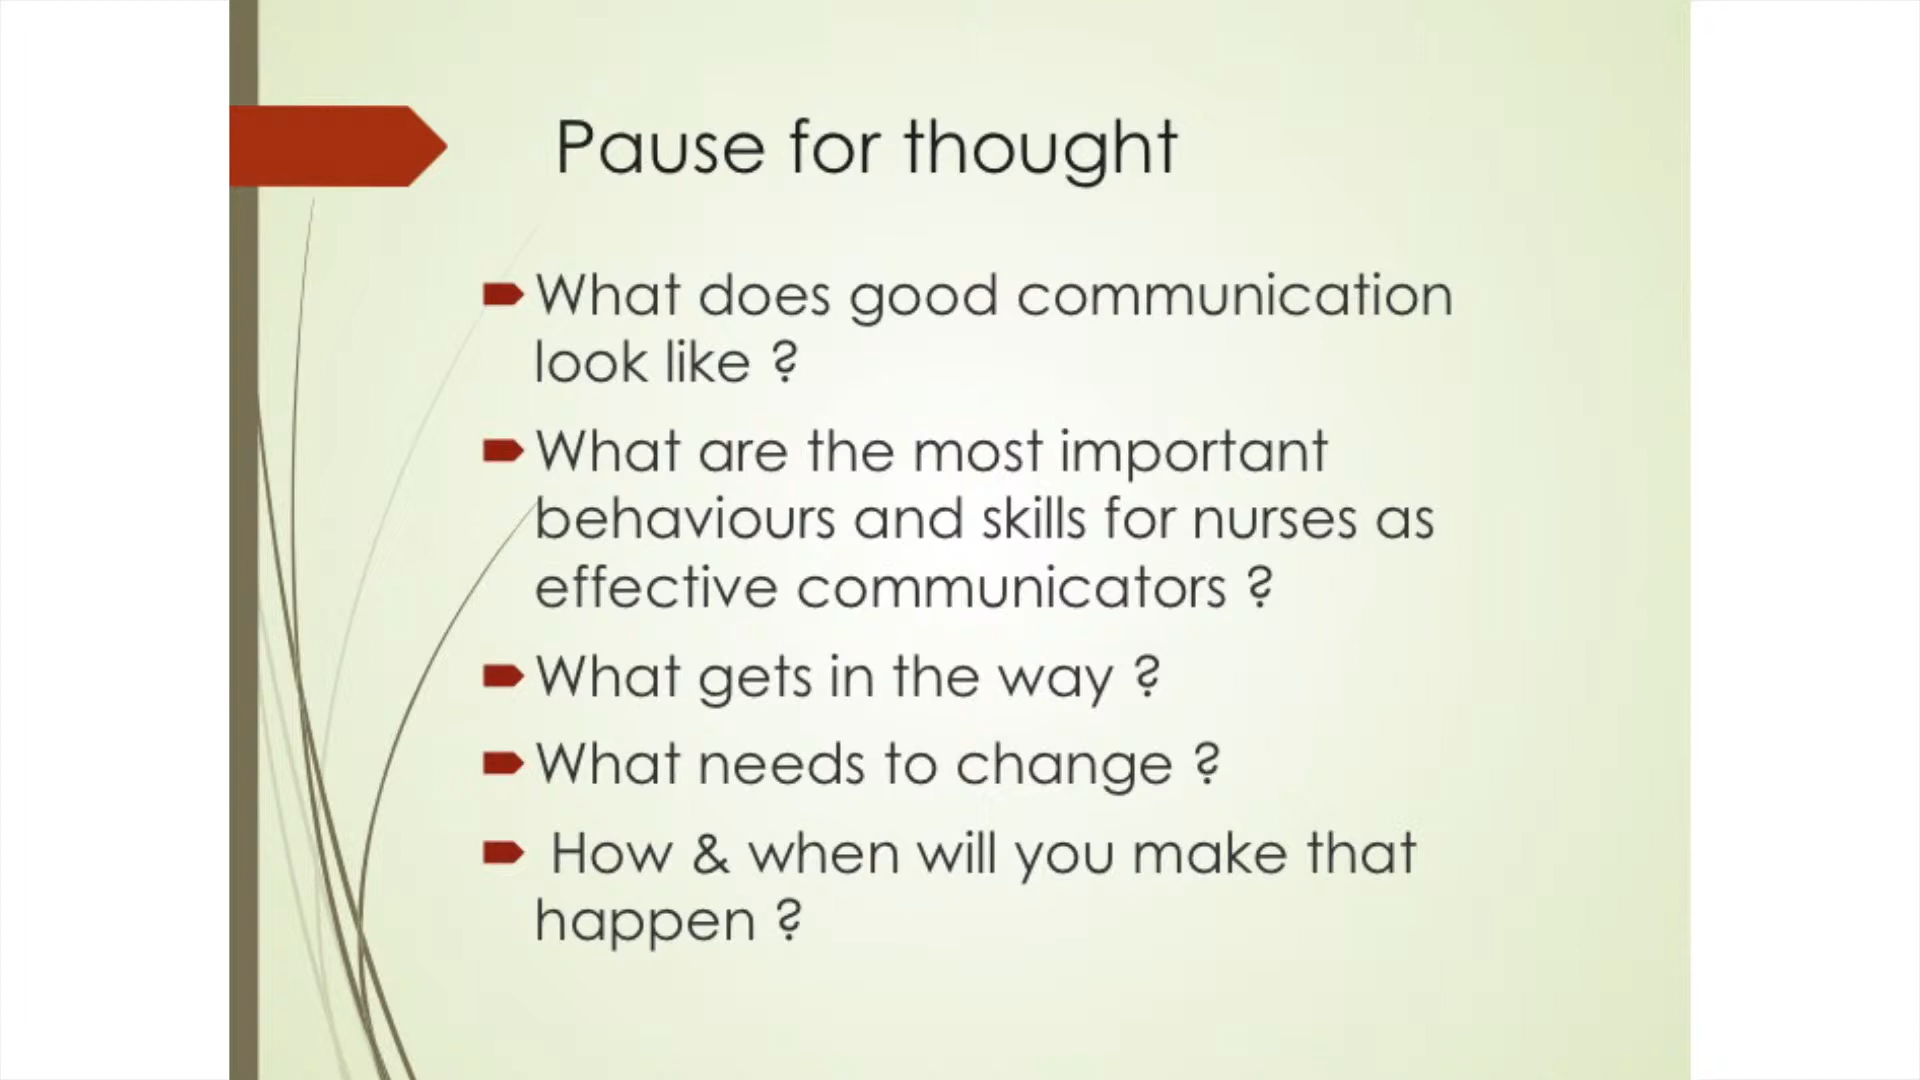 Pause for thought
What does good communication
look like ?
What are the most important
behaviours and skills for nurses as
effective communicators ?
What gets in the way ?
What needs to change ?
How & when will you make that
happen ?